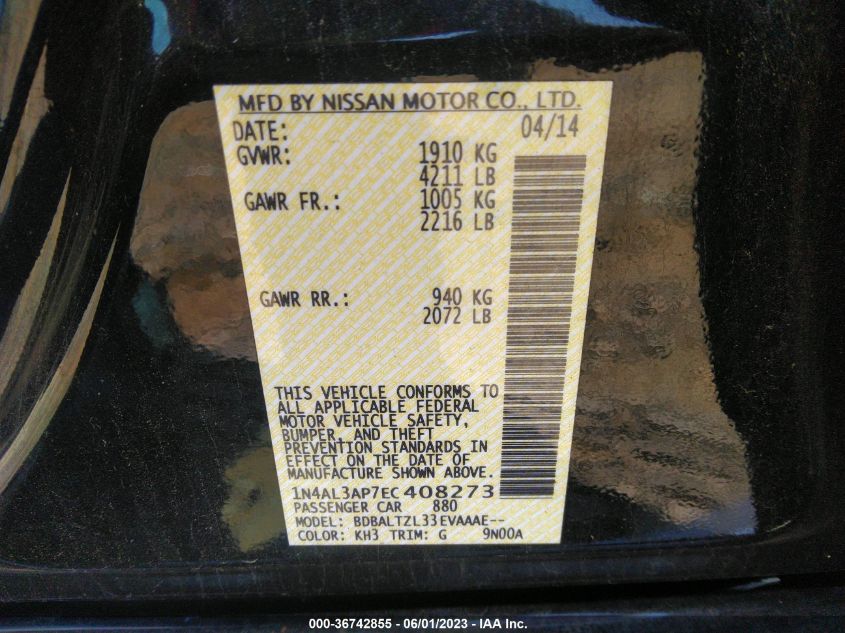 MFD BY NISSAN MOTOR CO., LTD.
DATE: 04/14
GVWR: 1910 KG
4211 LB
GAWR FR.: 1005 KG
2216 LB
GAWR RR.: 940 KG
2072 LB
THIS VEHICLE CONFORMS TO
ALL APPLICABLE FEDERAL
MOTOR VEHICLE SAFETY,
BUMPER, AND THEFT
PREVENTION STANDARDS IN
EFFECT ON THE DATE OF
MANUFACTURE SHOWN ABOVE.
1N4AL3AP7EC408273
PASSENGER CAR 880
MODEL: BDBALTZL33EVAAAE--
COLOR: KH3 TRIM: G 9N00A
000-36742855 - 06/01/2023 - IAA Inc.